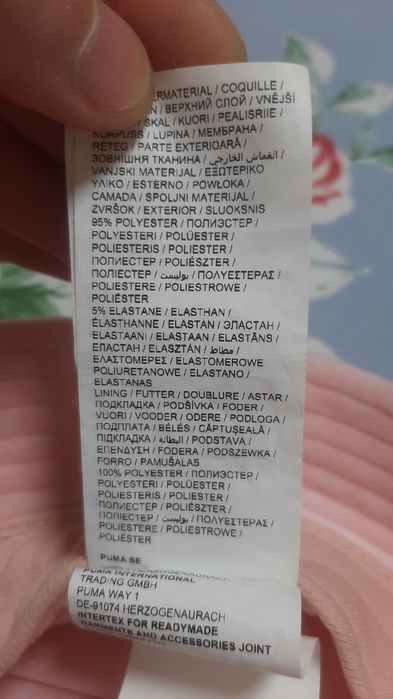 ERMATERIAL / COQUILLE /
N / ВЕРХНИЙ СЛОЙ / VNĚJŠÍ
/ SKAL / KUORI / PEALISRIIE /
KORPUSS / LUPINA / МЕМБРАНА /
RÉTEG / PARTE EXTERIOARĂ /
ЗОВНІШНЯ ТКАНИНА / القماش الخارجي /
VANJSKI MATERIJAL / ΕΞΩΤΕΡΙΚΟ
ΥΛΙΚΟ / ESTERNO / POWŁOKA /
CAMADA / SPOLJNI MATERIJAL /
ZVRŠOK / EXTERIOR / SLUOKSNIS
95% POLYESTER / ПОЛИЭСТЕР /
POLYESTERI / POLÜESTER /
POLIESTERIS / POLIESTER /
ПОЛИЕСТЕР / POLIÉSZTER /
ПОЛІЕСТЕР / بوليستر / ΠΟΛΥΕΣΤΕΡΑΣ /
POLIESTERE / POLIESTROWE /
POLIÉSTER
5% ELASTANE / ELASTHAN /
ÉLASTHANNE / ELASTAN / ЭЛАСТАН /
ELASTAANI / ELASTAAN / ELASTĀNS /
ЕЛАСТАН / ELASZTÁN / مطاط /
ΕΛΑΣΤΟΜΕΡΕΣ / ELASTOMEROWE
POLIURETANOWE / ELASTANO /
ELASTANAS
LINING / FUTTER / DOUBLURE / ASTAR /
ПОДКЛАДКА / PODŠÍVKA / FODER /
VUORI / VOODER / ODERE / PODLOGA /
ПОДПЛАТА / BÉLÉS / CĂPTUŞEALĂ /
ПІДКЛАДКА / البطانة / PODSTAVA /
ΕΠΕΝΔΥΣΗ / FODERA / PODSZEWKA /
FORRO / PAMUŠALAS
100% POLYESTER / ПОЛИЭСТЕР /
POLYESTERI / POLÜESTER /
POLIESTERIS / POLIESTER /
ПОЛИЕСТЕР / POLIÉSZTER /
ПОЛІЕСТЕР / بوليستر / ΠΟΛΥΕΣΤΕΡΑΣ /
POLIESTERE / POLIESTROWE /
POLIÉSTER
PUMA SE
PUMA INTERNATIONAL
TRADING GMBH
PUMA WAY 1
DE-91074 HERZOGENAURACH
INTERTEX FOR READYMADE
GARMENTS AND ACCESSORIES JOINT